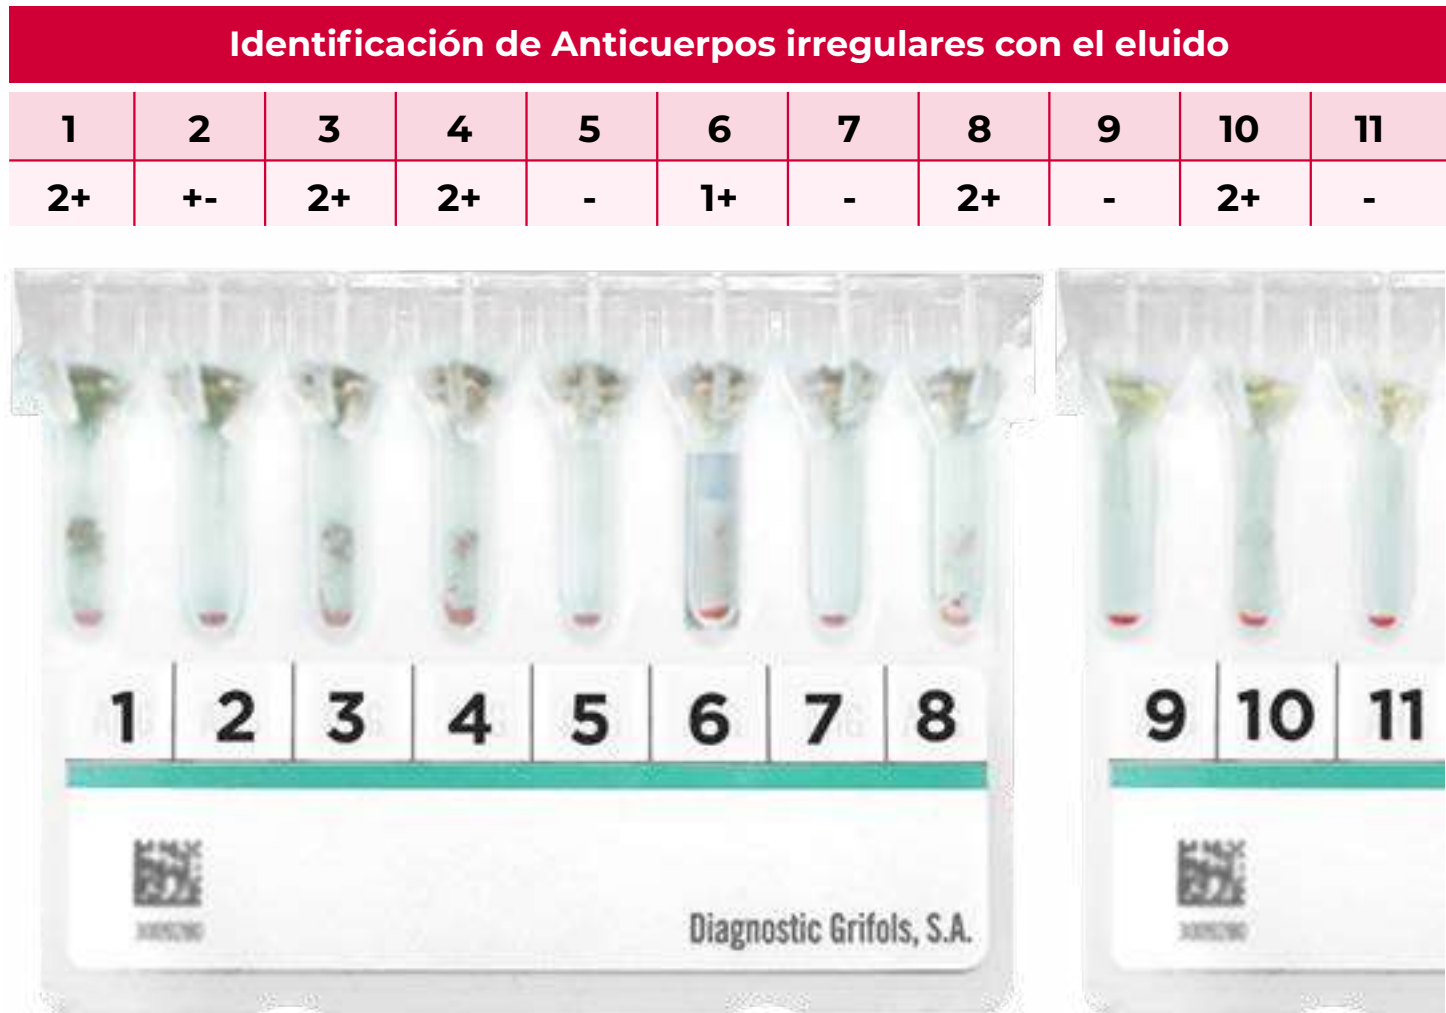 Identificación de Anticuerpos irregulares con el eluido
1 2 3 4 5 6 7 8 9 10 11
2+ +- 2+ 2+ - 1+ - 2+ - 2+ -
1 2 3 4 5 6 7 8 9 10 11
Diagnostic Grifols, S.A.